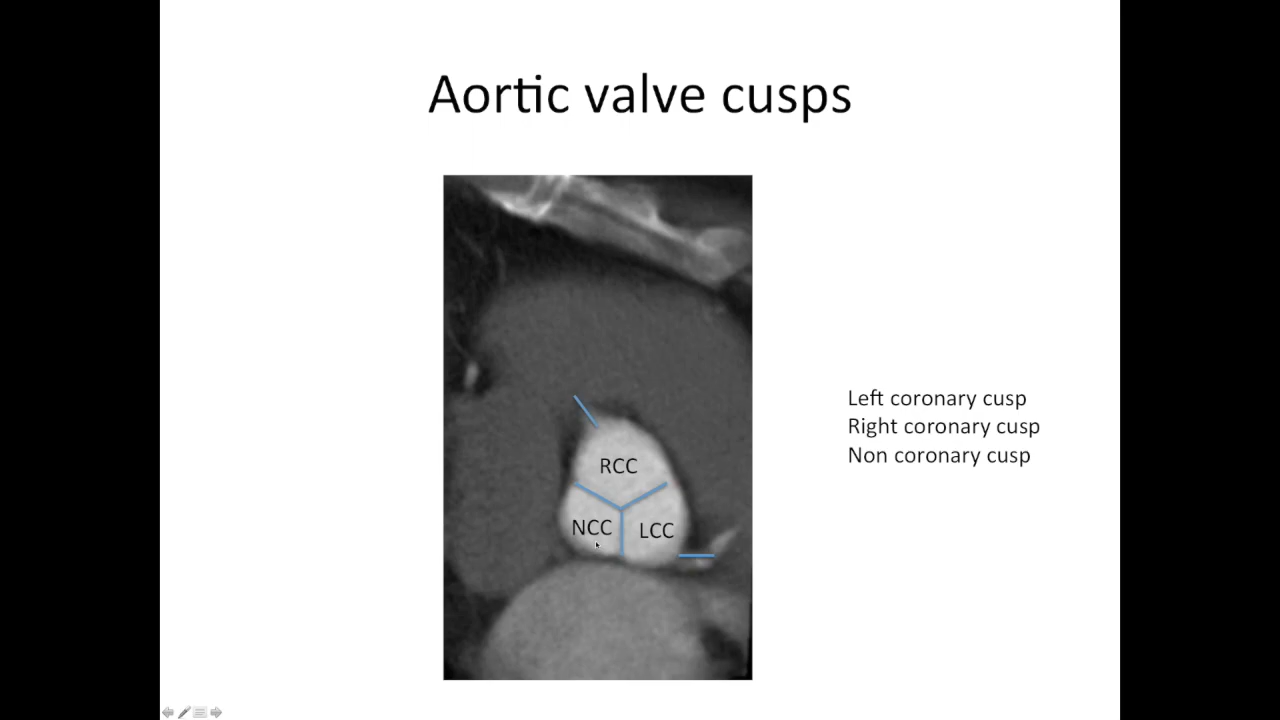 Aortic valve cusps
RCC
NCC
LCC
Left coronary cusp
Right coronary cusp
Non coronary cusp